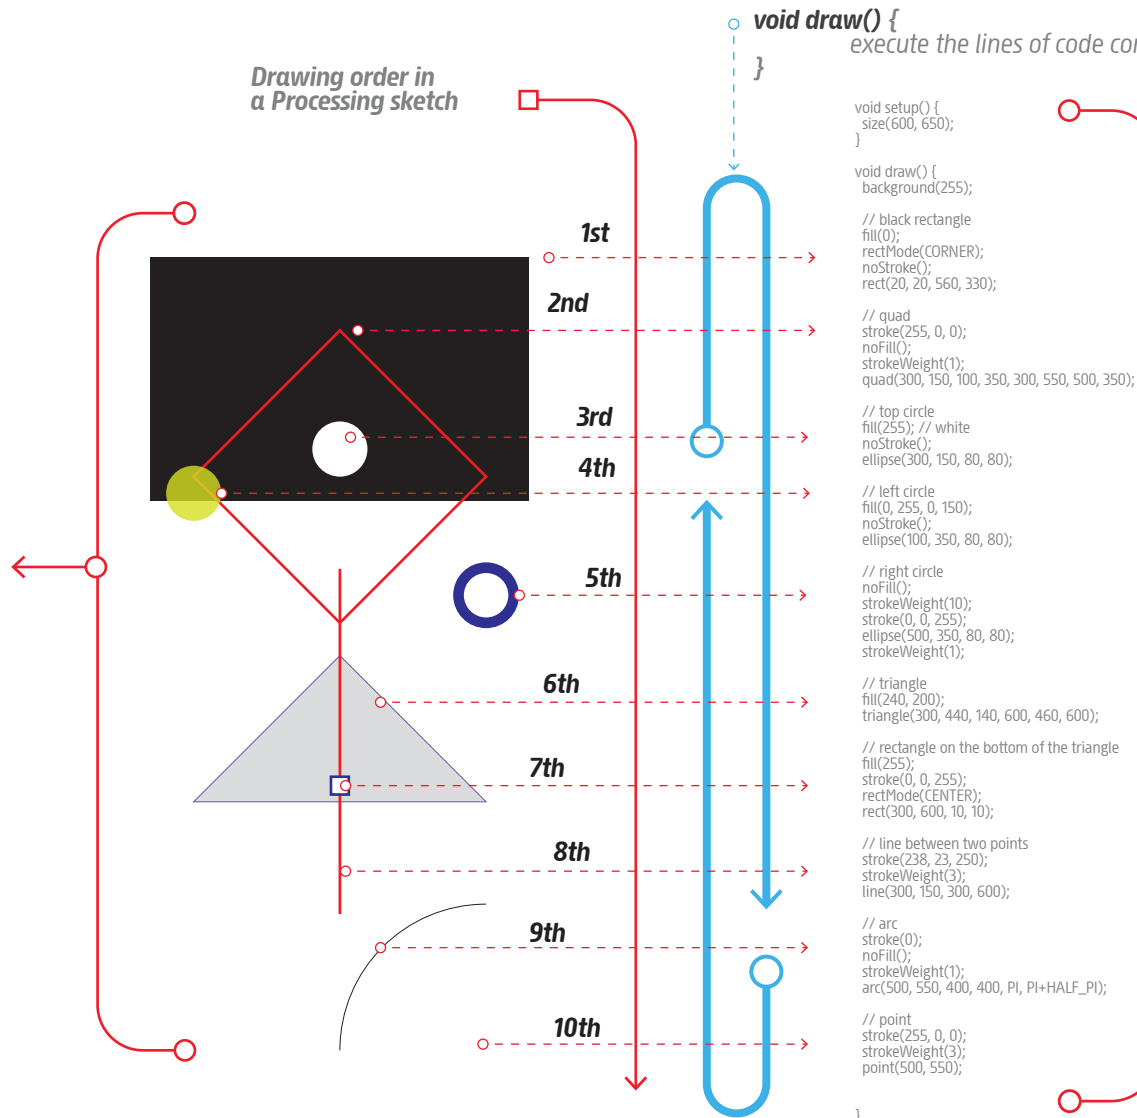 void draw() {
execute the lines of code
}
Drawing order in
a Processing sketch
1st
2nd
3rd
4th
5th
6th
7th
8th
9th
10th
void setup() {
size(600, 650);
}
void draw() {
background(255);
// black rectangle
fill(0);
rectMode(CORNER);
noStroke();
rect(20, 20, 560, 330);
// quad
stroke(255, 0, 0);
noFill();
strokeWeight(1);
quad(300, 150, 100, 350, 300, 550, 500, 350);
// top circle
fill(255); // white
noStroke();
ellipse(300, 150, 80, 80);
// left circle
fill(0, 255, 0, 150);
noStroke();
ellipse(100, 350, 80, 80);
// right circle
noFill();
strokeWeight(10);
stroke(0, 0, 255);
ellipse(500, 350, 80, 80);
strokeWeight(1);
// triangle
fill(240, 200);
triangle(300, 440, 140, 600, 460, 600);
// rectangle on the bottom of the triangle
fill(255);
stroke(0, 0, 255);
rectMode(CENTER);
rect(300, 600, 10, 10);
// line between two points
stroke(238, 23, 250);
strokeWeight(3);
line(300, 150, 300, 600);
// arc
stroke(0);
noFill();
strokeWeight(1);
arc(500, 550, 400, 400, PI, PI+HALF_PI);
// point
stroke(255, 0, 0);
strokeWeight(3);
point(500, 550);
}